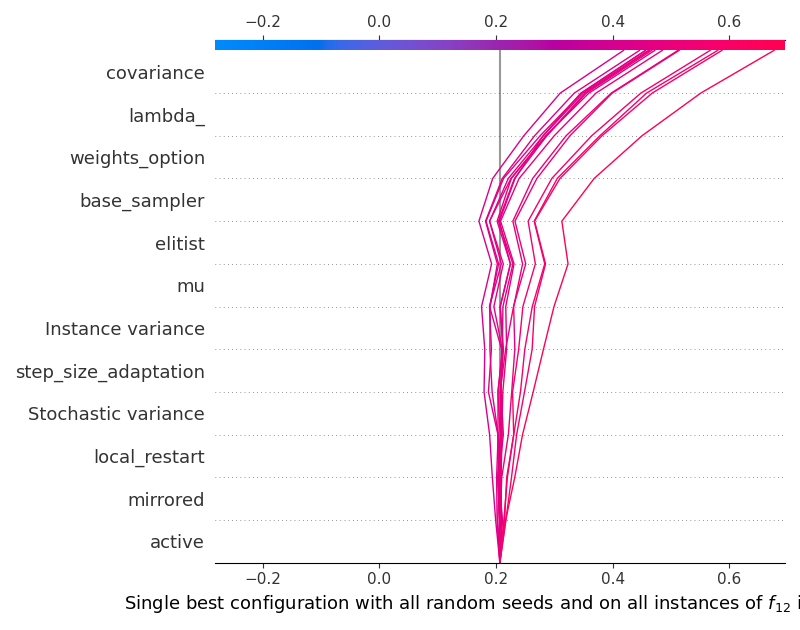 −0.2 0.0 0.2 0.4 0.6
covariance
lambda_
weights_option
base_sampler
elitist
mu
Instance variance
step_size_adaptation
Stochastic variance
local_restart
mirrored
active
−0.2 0.0 0.2 0.4 0.6
Single best configuration with all random seeds and on all instances of f₁₂ i